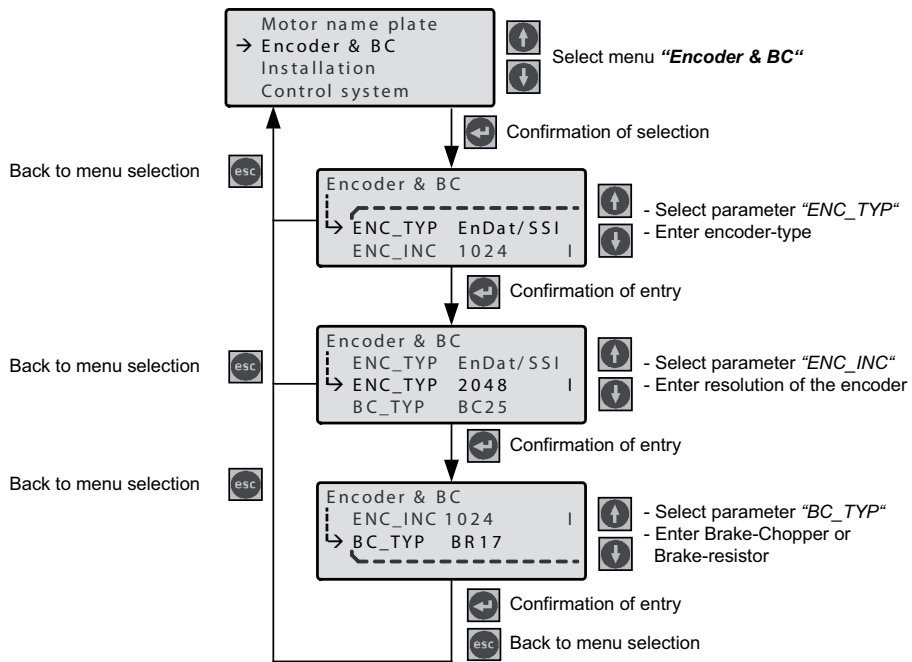 Motor name plate
→ Encoder & BC
Installation
Control system
Select menu “Encoder & BC“
Confirmation of selection
Back to menu selection
esc
Encoder & BC
ENC_TYP EnDat/SSI
ENC_INC 1024 I
- Select parameter “ENC_TYP“
- Enter encoder-type
Confirmation of entry
Back to menu selection
esc
Encoder & BC
ENC_TYP EnDat/SSI
ENC_TYP 2048 I
BC_TYP BC25
- Select parameter “ENC_INC“
- Enter resolution of the encoder
Confirmation of entry
Back to menu selection
esc
Encoder & BC
ENC_INC 1024 I
BC_TYP BR17
- Select parameter “BC_TYP“
- Enter Brake-Chopper or
Brake-resistor
Confirmation of entry
esc
Back to menu selection